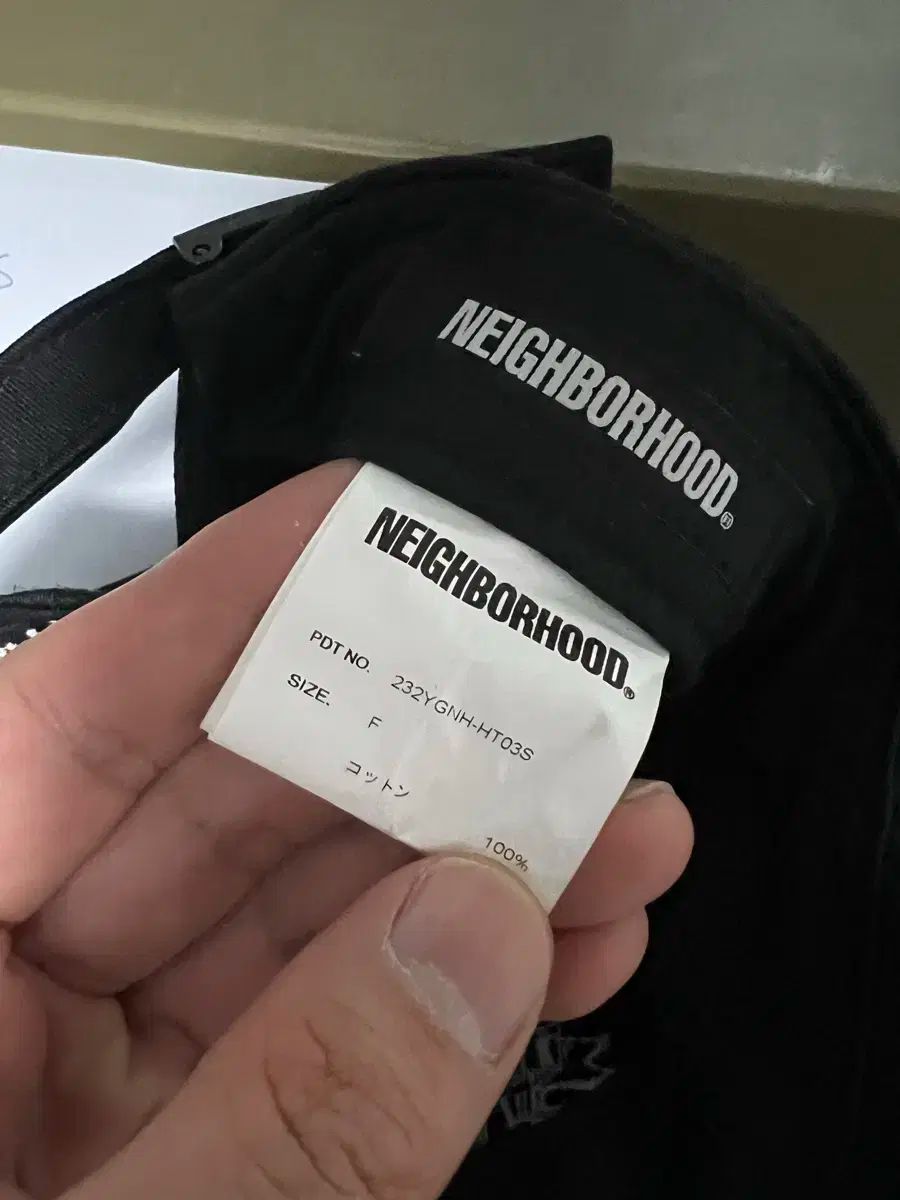 NEIGHBORHOOD®
NEIGHBORHOOD®
PDT NO. 232YGNH-HT03S
SIZE. F
コットン
100%